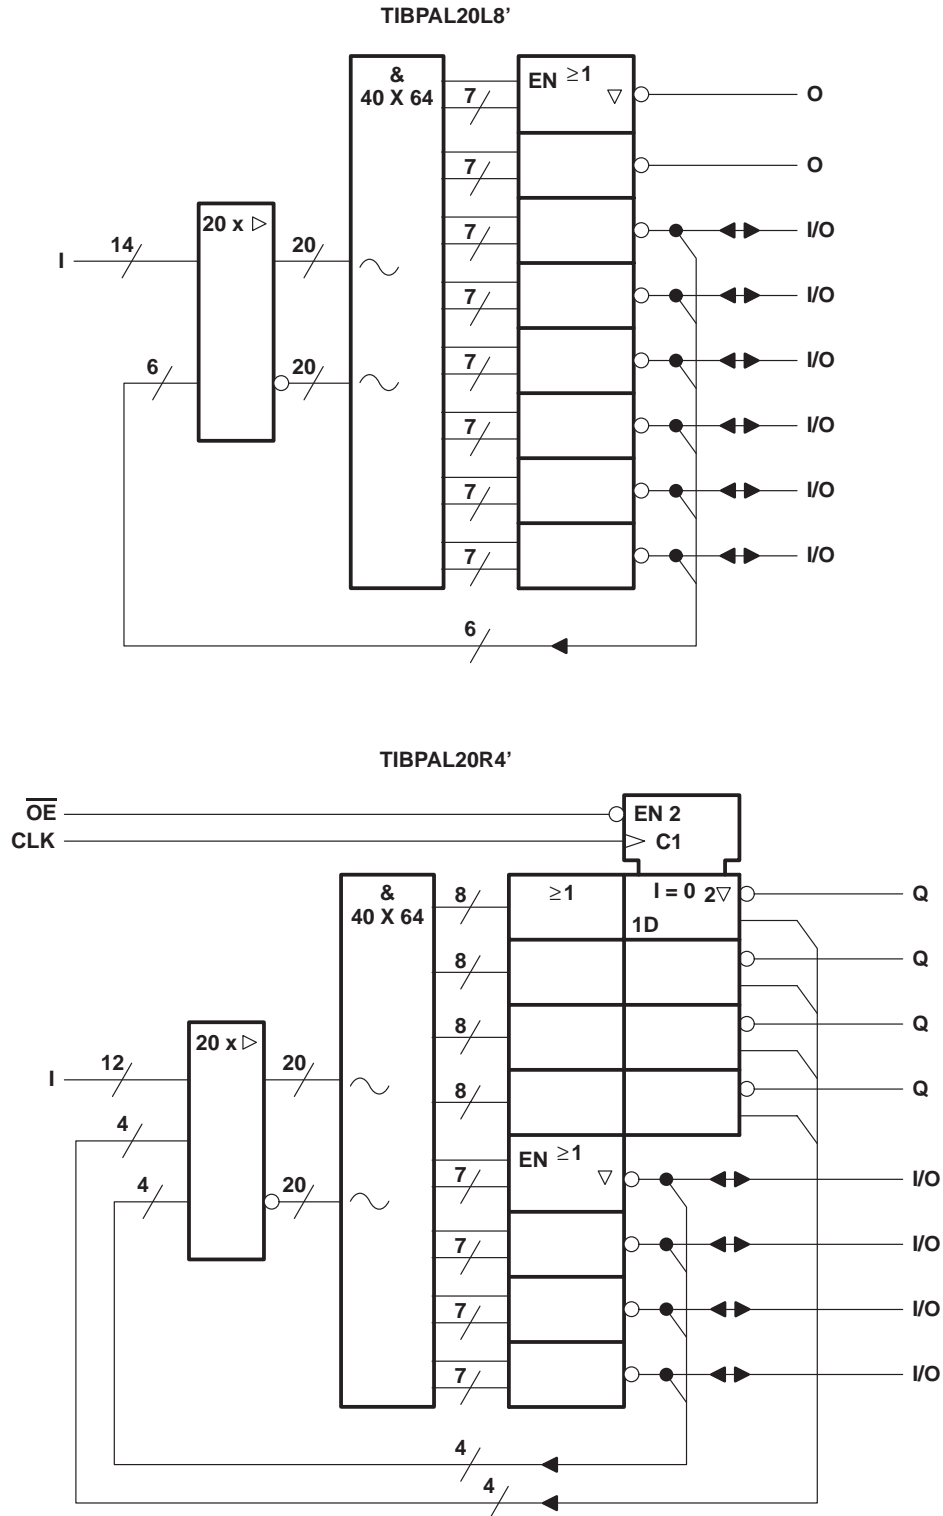 TIBPAL20L8’
&
40 X 64
EN ≥1 ▽
7
O
7
O
20 x ▷
7
I/O
I
14
20
7
I/O
7
I/O
6
20
7
I/O
7
I/O
7
I/O
6
TIBPAL20R4’
OE
EN 2
CLK
C1
&
40 X 64
8
≥1
I = 0 2▽
Q
1D
8
Q
20 x ▷
8
Q
I
12
20
8
Q
4
EN ≥1 ▽
4
20
7
I/O
7
I/O
7
I/O
7
I/O
4
4